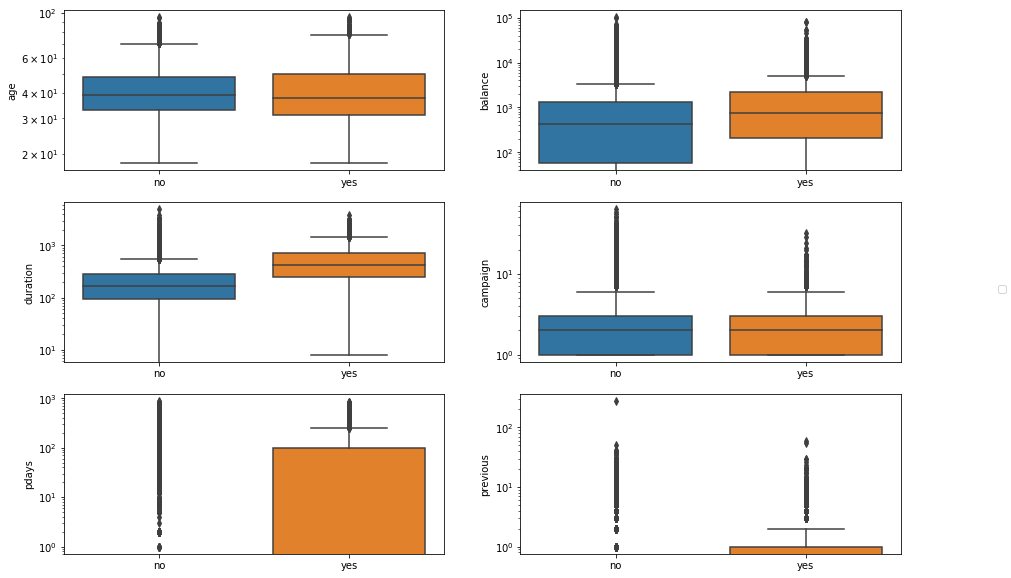 10²
6 × 10¹
4 × 10¹
3 × 10¹
2 × 10¹
age
no yes
10⁵
10⁴
10³
10²
balance
no yes
10³
10²
10¹
duration
no yes
10¹
10⁰
campaign
no yes
10³
10²
10¹
10⁰
pdays
no yes
10²
10¹
10⁰
previous
no yes